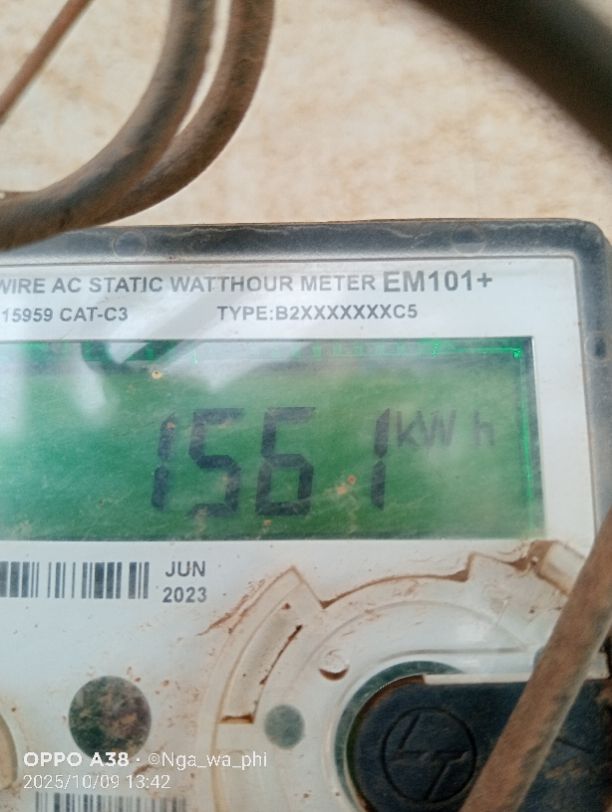 WIRE AC STATIC WATTHOUR METER EM101+
15959 CAT-C3 TYPE:B2XXXXXXXC5
1561 kWh
JUN
2023
LT
OPPO A38 · ©Nga_wa_phi
2025/10/09 13:42